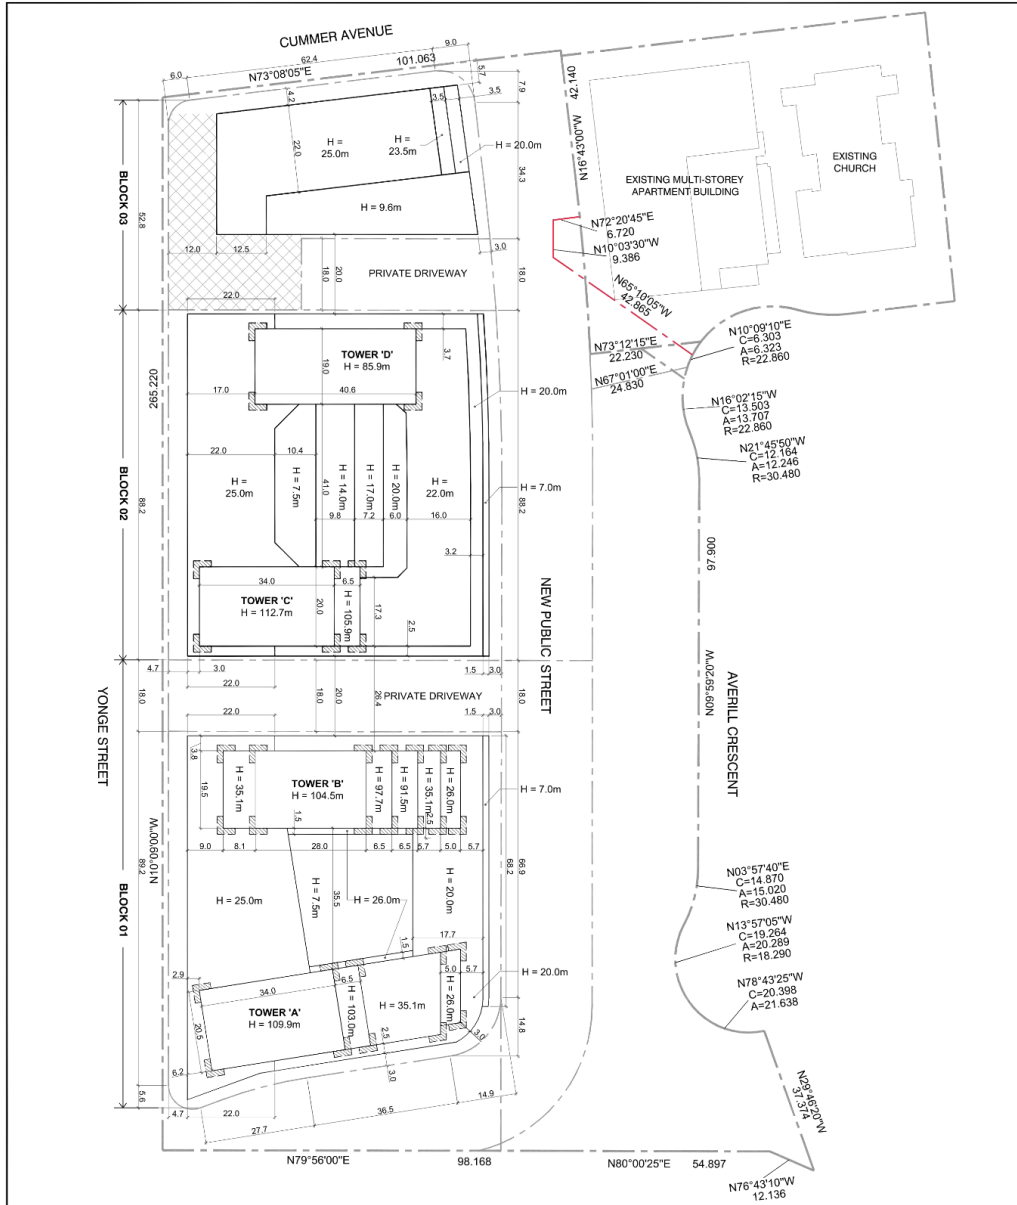 CUMMER AVENUE
62.4
9.0
6.0
N73°08'05"E
101.063
5.7
7.9
4.2
3.5
3.5
H =
25.0m
H =
23.5m
H = 20.0m
22.0
34.3
H = 9.6m
BLOCK 03
52.8
12.0
12.5
3.0
PRIVATE DRIVEWAY
18.0
20.0
18.0
22.0
42.140
N16°43'00"W
EXISTING MULTI-STOREY
APARTMENT BUILDING
EXISTING
CHURCH
N72°20'45"E
6.720
N10°03'30"W
9.386
N65°10'05"W
42.865
N73°12'15"E
22.230
N67°01'00"E
24.830
N10°09'10"E
C=6.303
A=6.323
R=22.860
N16°02'15"W
C=13.503
A=13.707
R=22.860
N21°45'50"W
C=12.164
A=12.246
R=30.480
TOWER 'D'
H = 85.9m
3.7
19.0
17.0
40.6
H = 20.0m
265.220
22.0
10.4
H =
25.0m
H = 7.5m
41.0
H = 14.0m
H = 17.0m
H = 20.0m
H =
22.0m
H = 7.0m
9.8
7.2
6.0
16.0
BLOCK 02
88.2
88.2
3.2
34.0
6.5
TOWER 'C'
H = 112.7m
20.0
H = 105.9m
17.3
2.5
NEW PUBLIC STREET
97.900
N09°59'20"W
AVERILL CRESCENT
4.7
3.0
1.5
3.0
22.0
18.0
18.0
20.0
26.4
PRIVATE DRIVEWAY
18.0
22.0
1.5
3.0
YONGE STREET
3.8
19.5
H = 35.1m
TOWER 'B'
H = 104.5m
H = 97.7m
H = 91.5m
H = 35.1m
H = 26.0m
H = 7.0m
1.5
2.5
9.0
8.1
28.0
6.5
6.5
5.7
5.0
5.7
N10°09'00"W
89.2
BLOCK 01
68.2
66.9
H = 25.0m
H = 7.5m
35.5
H = 26.0m
H = 20.0m
17.7
1.5
2.9
6.5
5.0
5.7
H = 20.0m
34.0
TOWER 'A'
H = 109.9m
20.5
H = 103.0m
H = 35.1m
H = 26.0m
2.5
3.0
14.8
6.2
3.0
5.6
4.7
22.0
14.9
36.5
27.7
N79°56'00"E
98.168
N80°00'25"E
54.897
N03°57'40"E
C=14.870
A=15.020
R=30.480
N13°57'05"W
C=19.264
A=20.289
R=18.290
N78°43'25"W
C=20.398
A=21.638
N29°46'20"W
37.374
N76°43'10"W
12.136